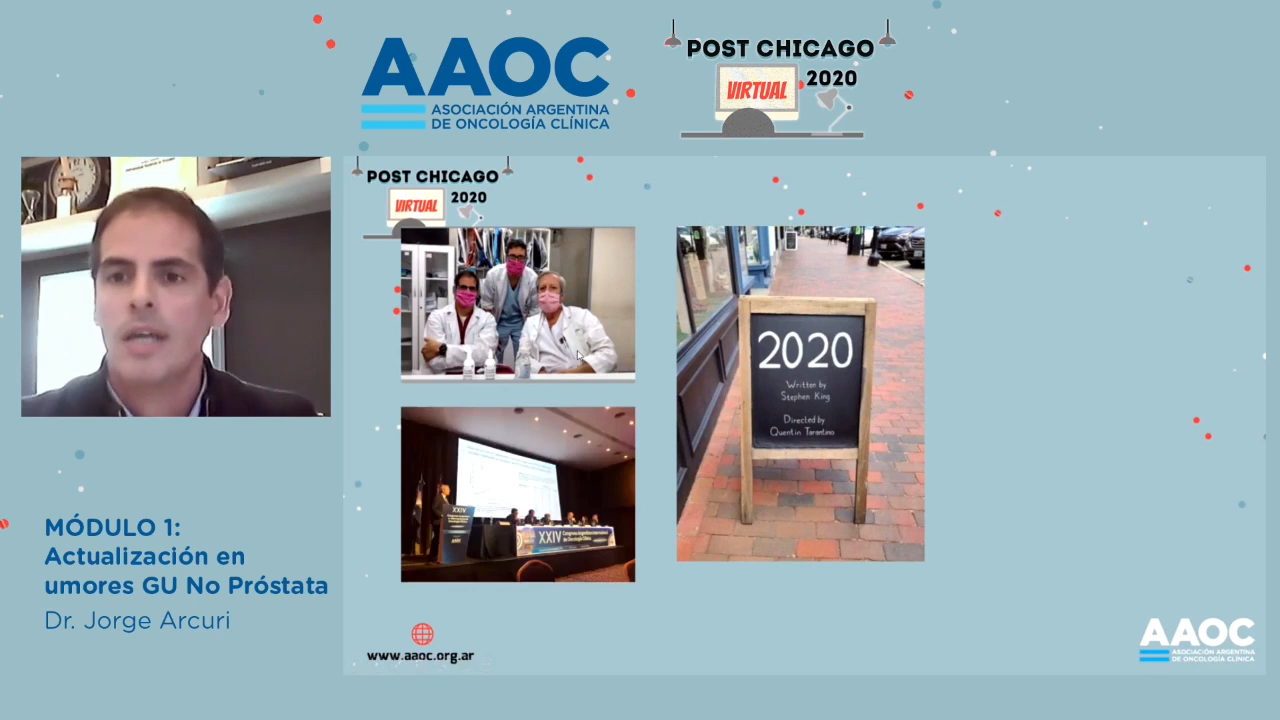 AAOC
ASOCIACIÓN ARGENTINA
DE ONCOLOGÍA CLÍNICA
POST CHICAGO
2020
VIRTUAL
POST CHICAGO
2020
VIRTUAL
2020
Written by
Stephen King
Directed by
Quentin Tarantino
XXIV
XXIV
MÓDULO 1:
Actualización en
umores GU No Próstata
Dr. Jorge Arcuri
www.aaoc.org.ar
AAOC
ASOCIACIÓN ARGENTINA
DE ONCOLOGÍA CLÍNICA